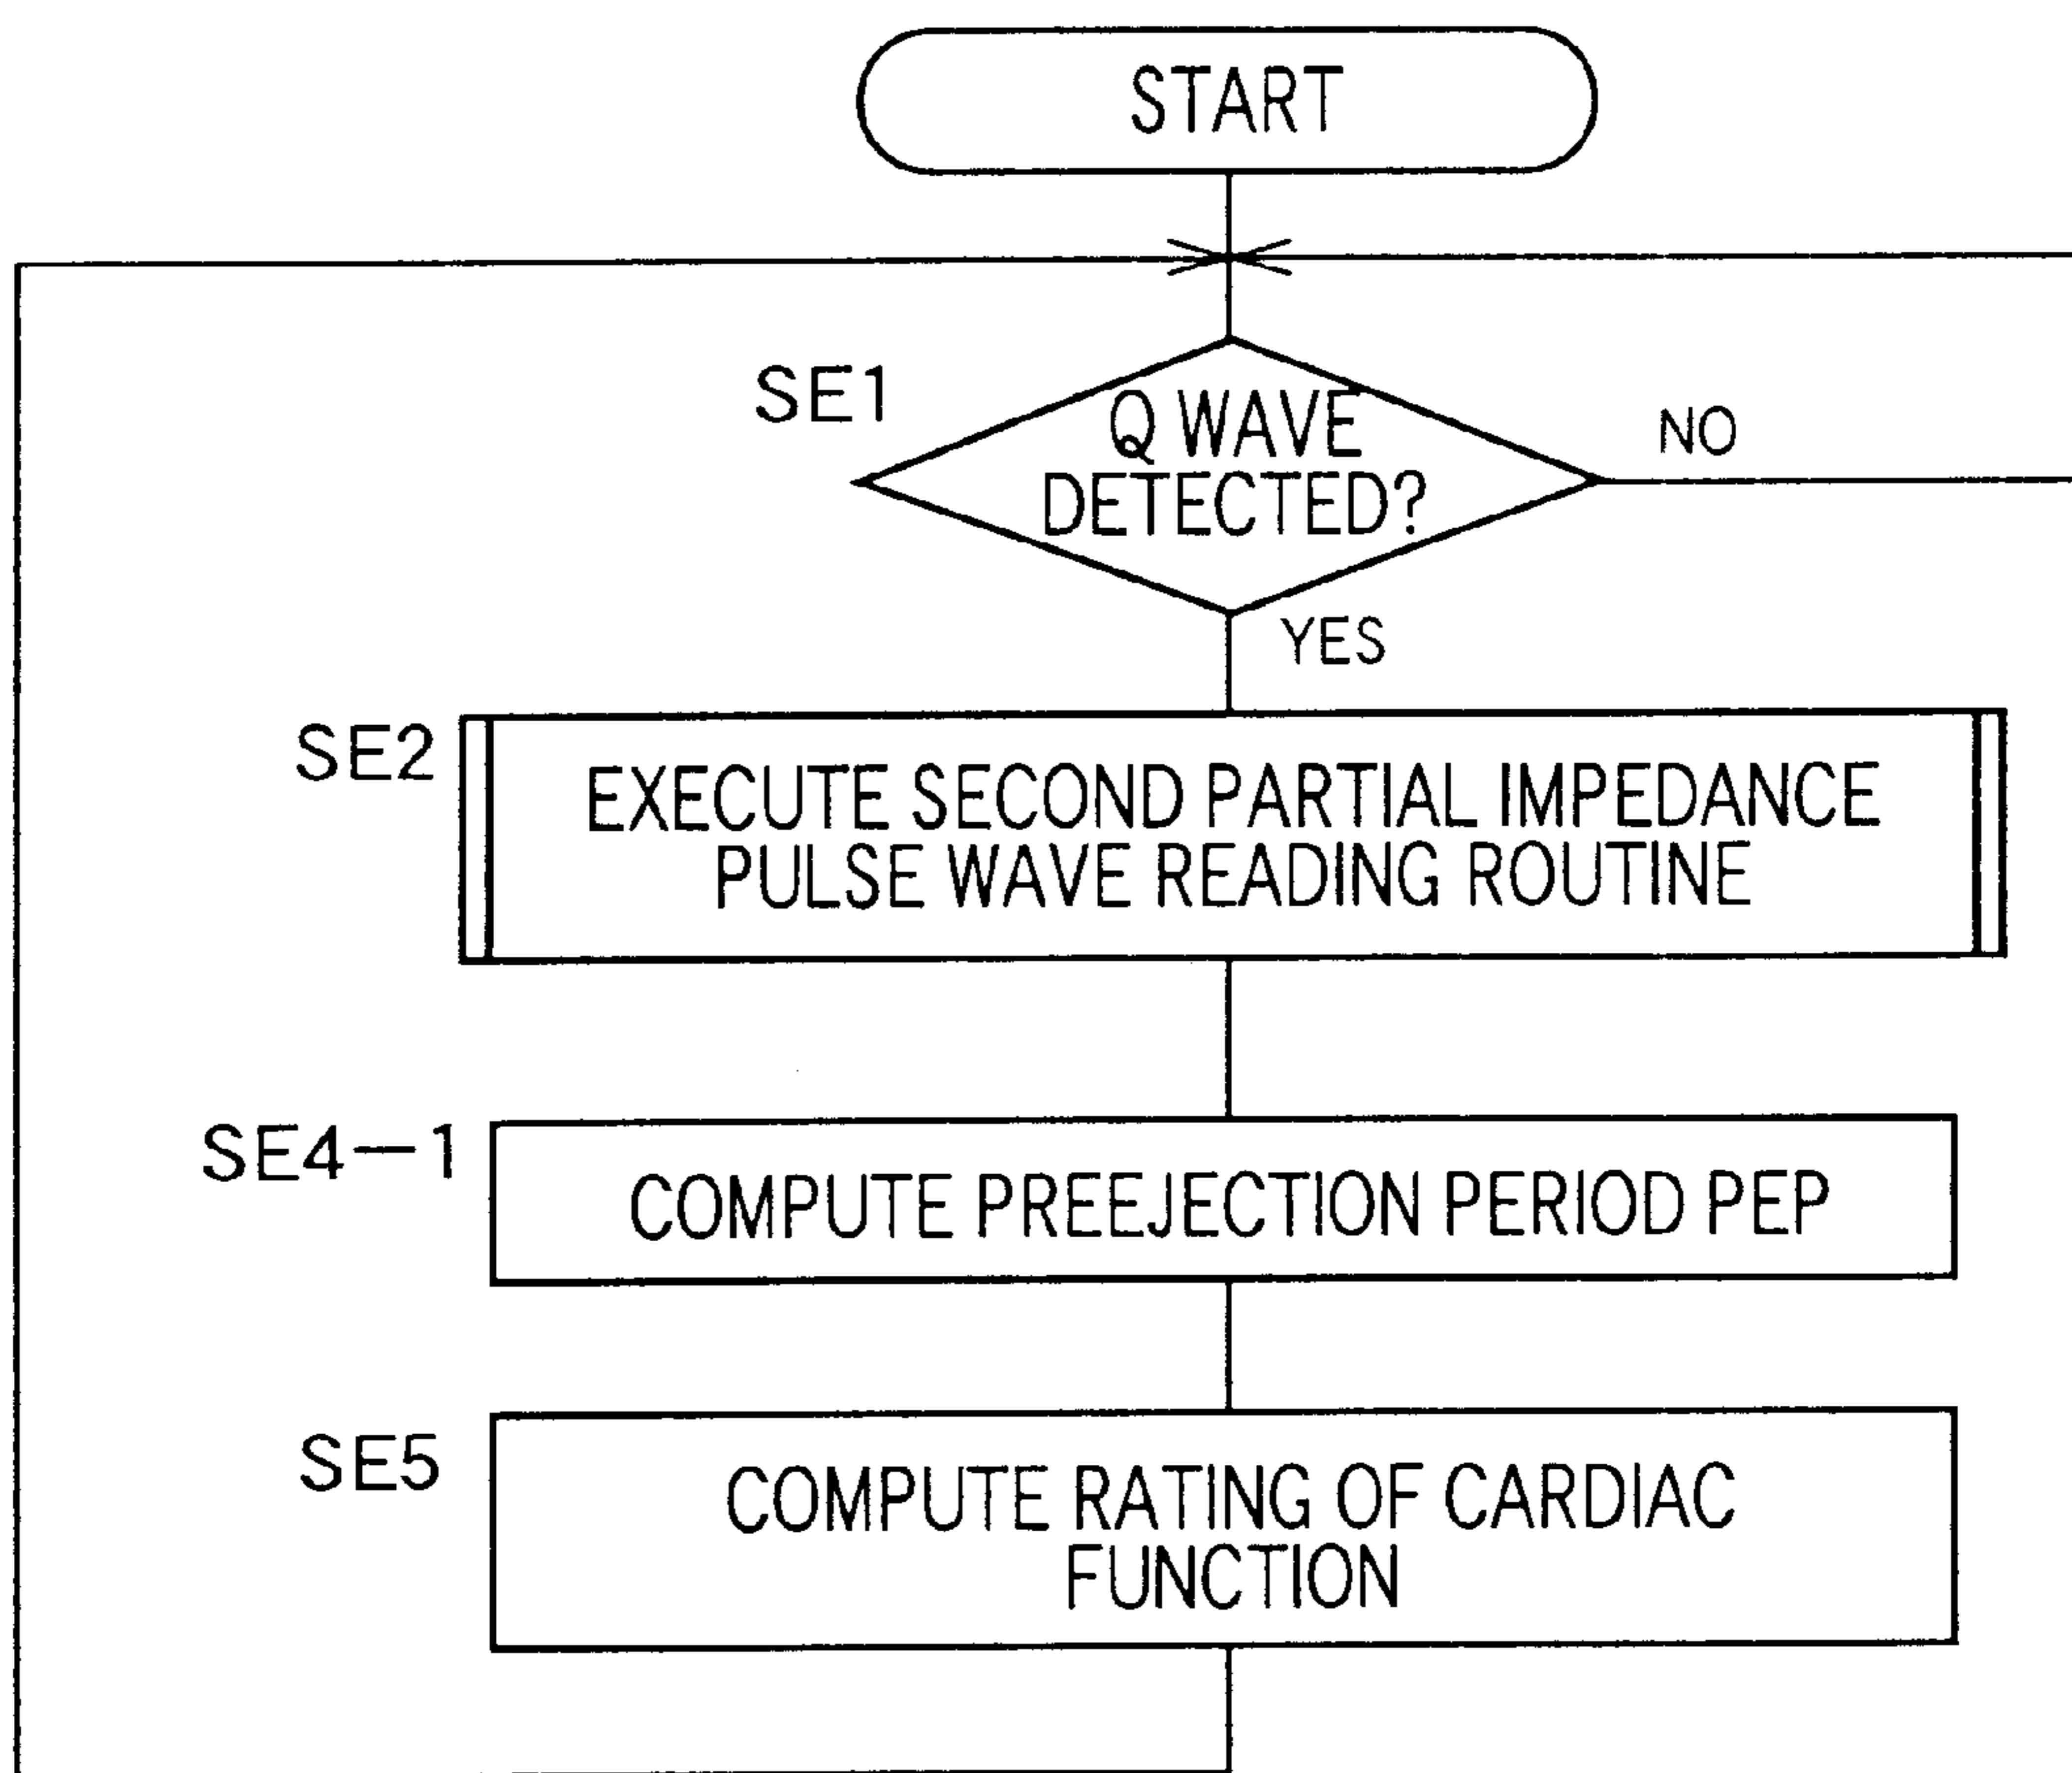 START
SE1
Q WAVE
DETECTED?
NO
YES
SE2
EXECUTE SECOND PARTIAL IMPEDANCE
PULSE WAVE READING ROUTINE
SE4-1
COMPUTE PREEJECTION PERIOD PEP
SE5
COMPUTE RATING OF CARDIAC
FUNCTION